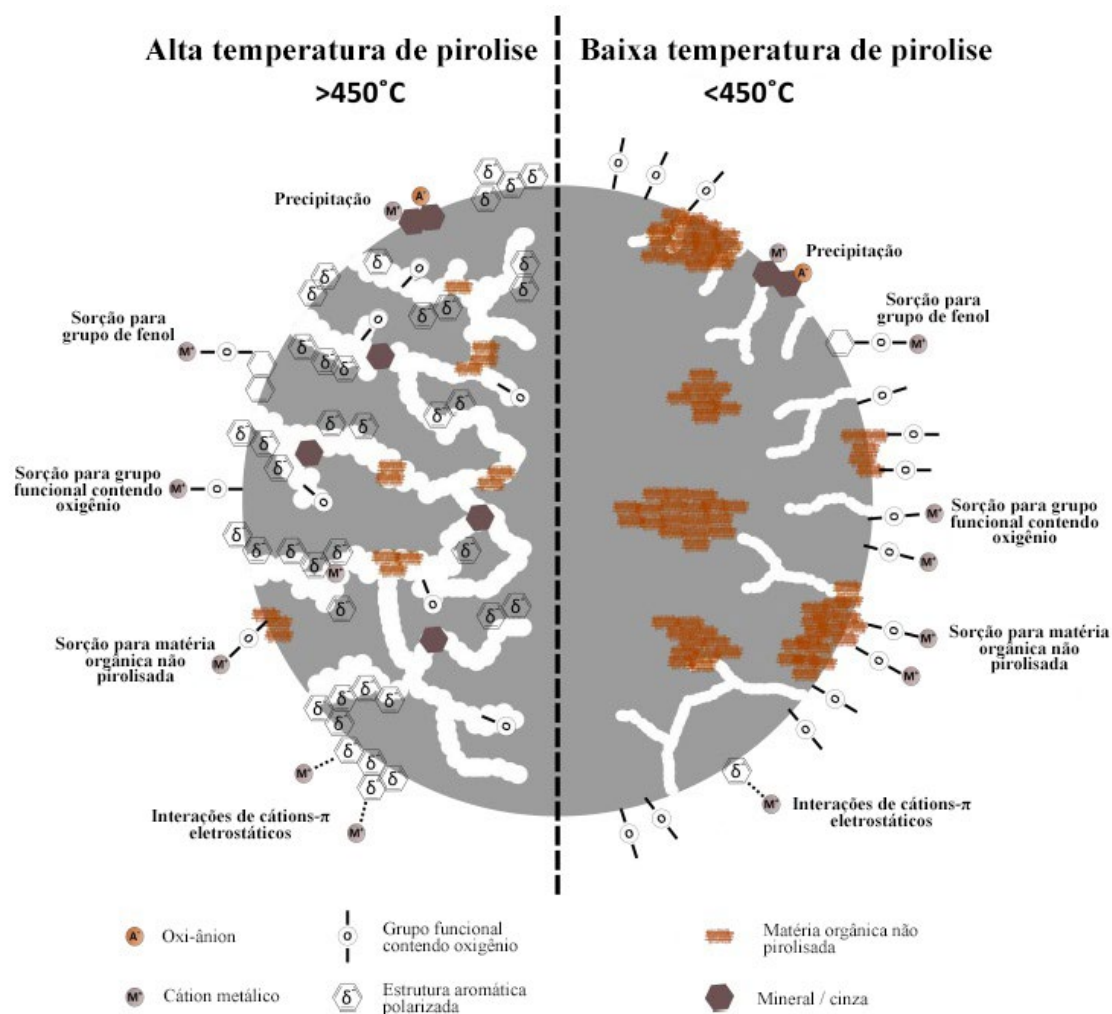 Alta temperatura de pirolise
>450˚C
Baixa temperatura de pirolise
<450˚C
Precipitação
Sorção para
grupo de fenol
Sorção para grupo
funcional contendo
oxigênio
Sorção para matéria
orgânica não
pirolisada
Interações de cátions-π
eletrostáticos
Precipitação
Sorção para
grupo de fenol
Sorção para grupo
funcional contendo
oxigênio
Sorção para matéria
orgânica não
pirolisada
Interações de cátions-π
eletrostáticos
A⁻ Oxi-ânion
M⁺ Cátion metálico
O Grupo funcional
contendo oxigênio
δ⁻ Estrutura aromática
polarizada
Matéria orgânica não
pirolisada
Mineral / cinza